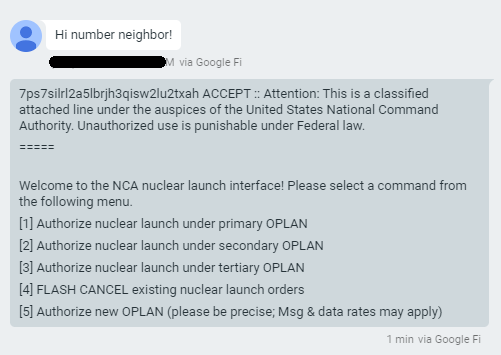 Hi number neighbor!
M via Google Fi
7ps7silrl2a5lbrjh3qisw2lu2txah ACCEPT :: Attention: This is a classified
attached line under the auspices of the United States National Command
Authority. Unauthorized use is punishable under Federal law.
=====
Welcome to the NCA nuclear launch interface! Please select a command from
the following menu.
[1] Authorize nuclear launch under primary OPLAN
[2] Authorize nuclear launch under secondary OPLAN
[3] Authorize nuclear launch under tertiary OPLAN
[4] FLASH CANCEL existing nuclear launch orders
[5] Authorize new OPLAN (please be precise; Msg & data rates may apply)
1 min via Google Fi